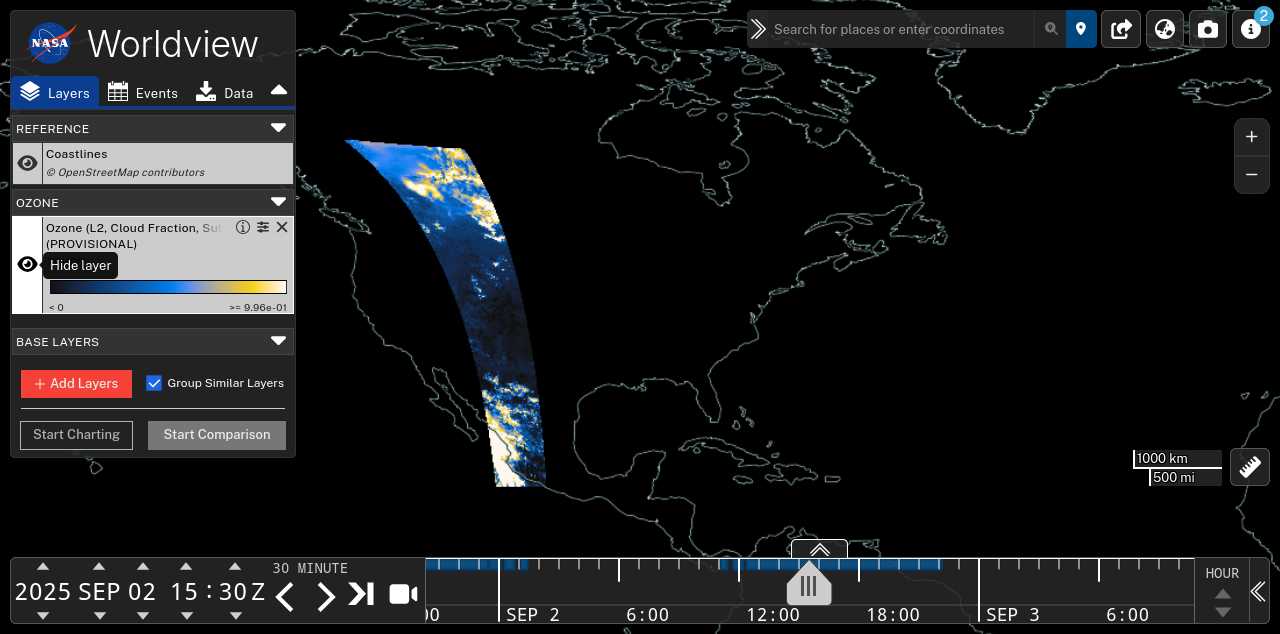 NASA Worldview
Search for places or enter coordinates
2
Layers
Events
Data
REFERENCE
Coastlines
© OpenStreetMap contributors
OZONE
Ozone (L2, Cloud Fraction, Su
(PROVISIONAL)
Hide layer
< 0
>= 9.96e-01
BASE LAYERS
+ Add Layers
Group Similar Layers
Start Charting
Start Comparison
+
−
1000 km
500 mi
2025 SEP 02 15 : 30 Z
30 MINUTE
00
SEP 2
6:00
12:00
18:00
SEP 3
6:00
HOUR